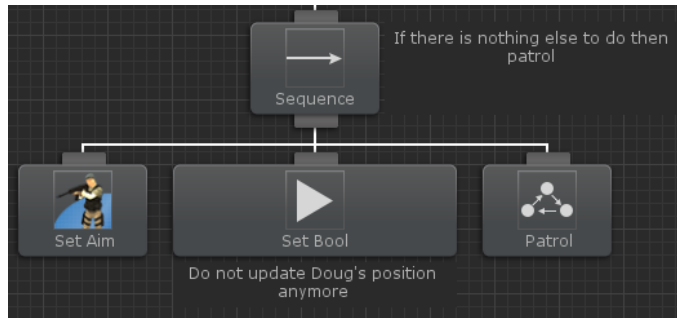 If there is nothing else to do then
patrol
Sequence
Set Aim
Set Bool
Patrol
Do not update Doug's position
anymore